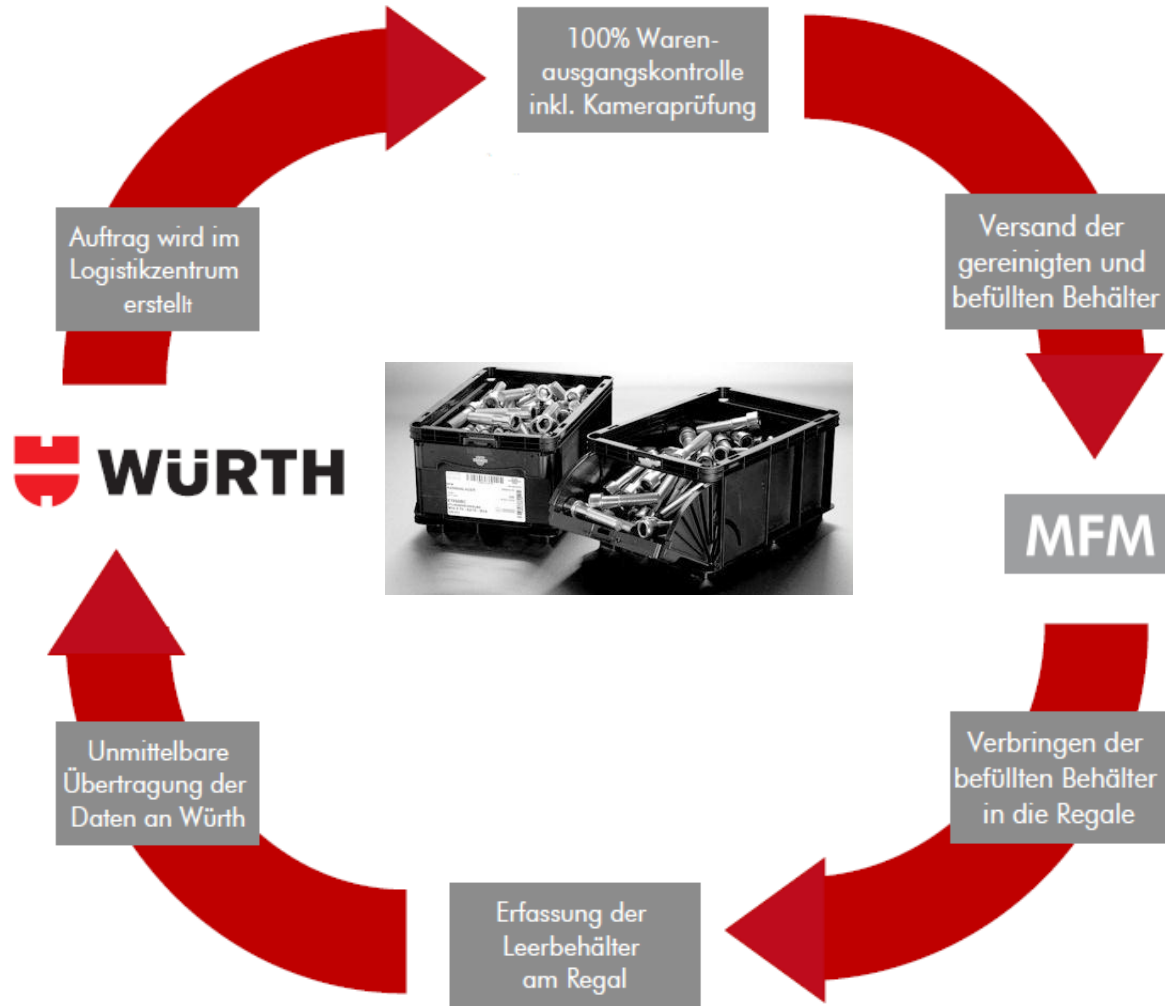 100% Waren-
ausgangskontrolle
inkl. Kameraprüfung
Versand der
gereinigten und
befüllten Behälter
MFM
Verbringen der
befüllten Behälter
in die Regale
Erfassung der
Leerbehälter
am Regal
Unmittelbare
Übertragung der
Daten an Würth
WÜRTH
Auftrag wird im
Logistikzentrum
erstellt